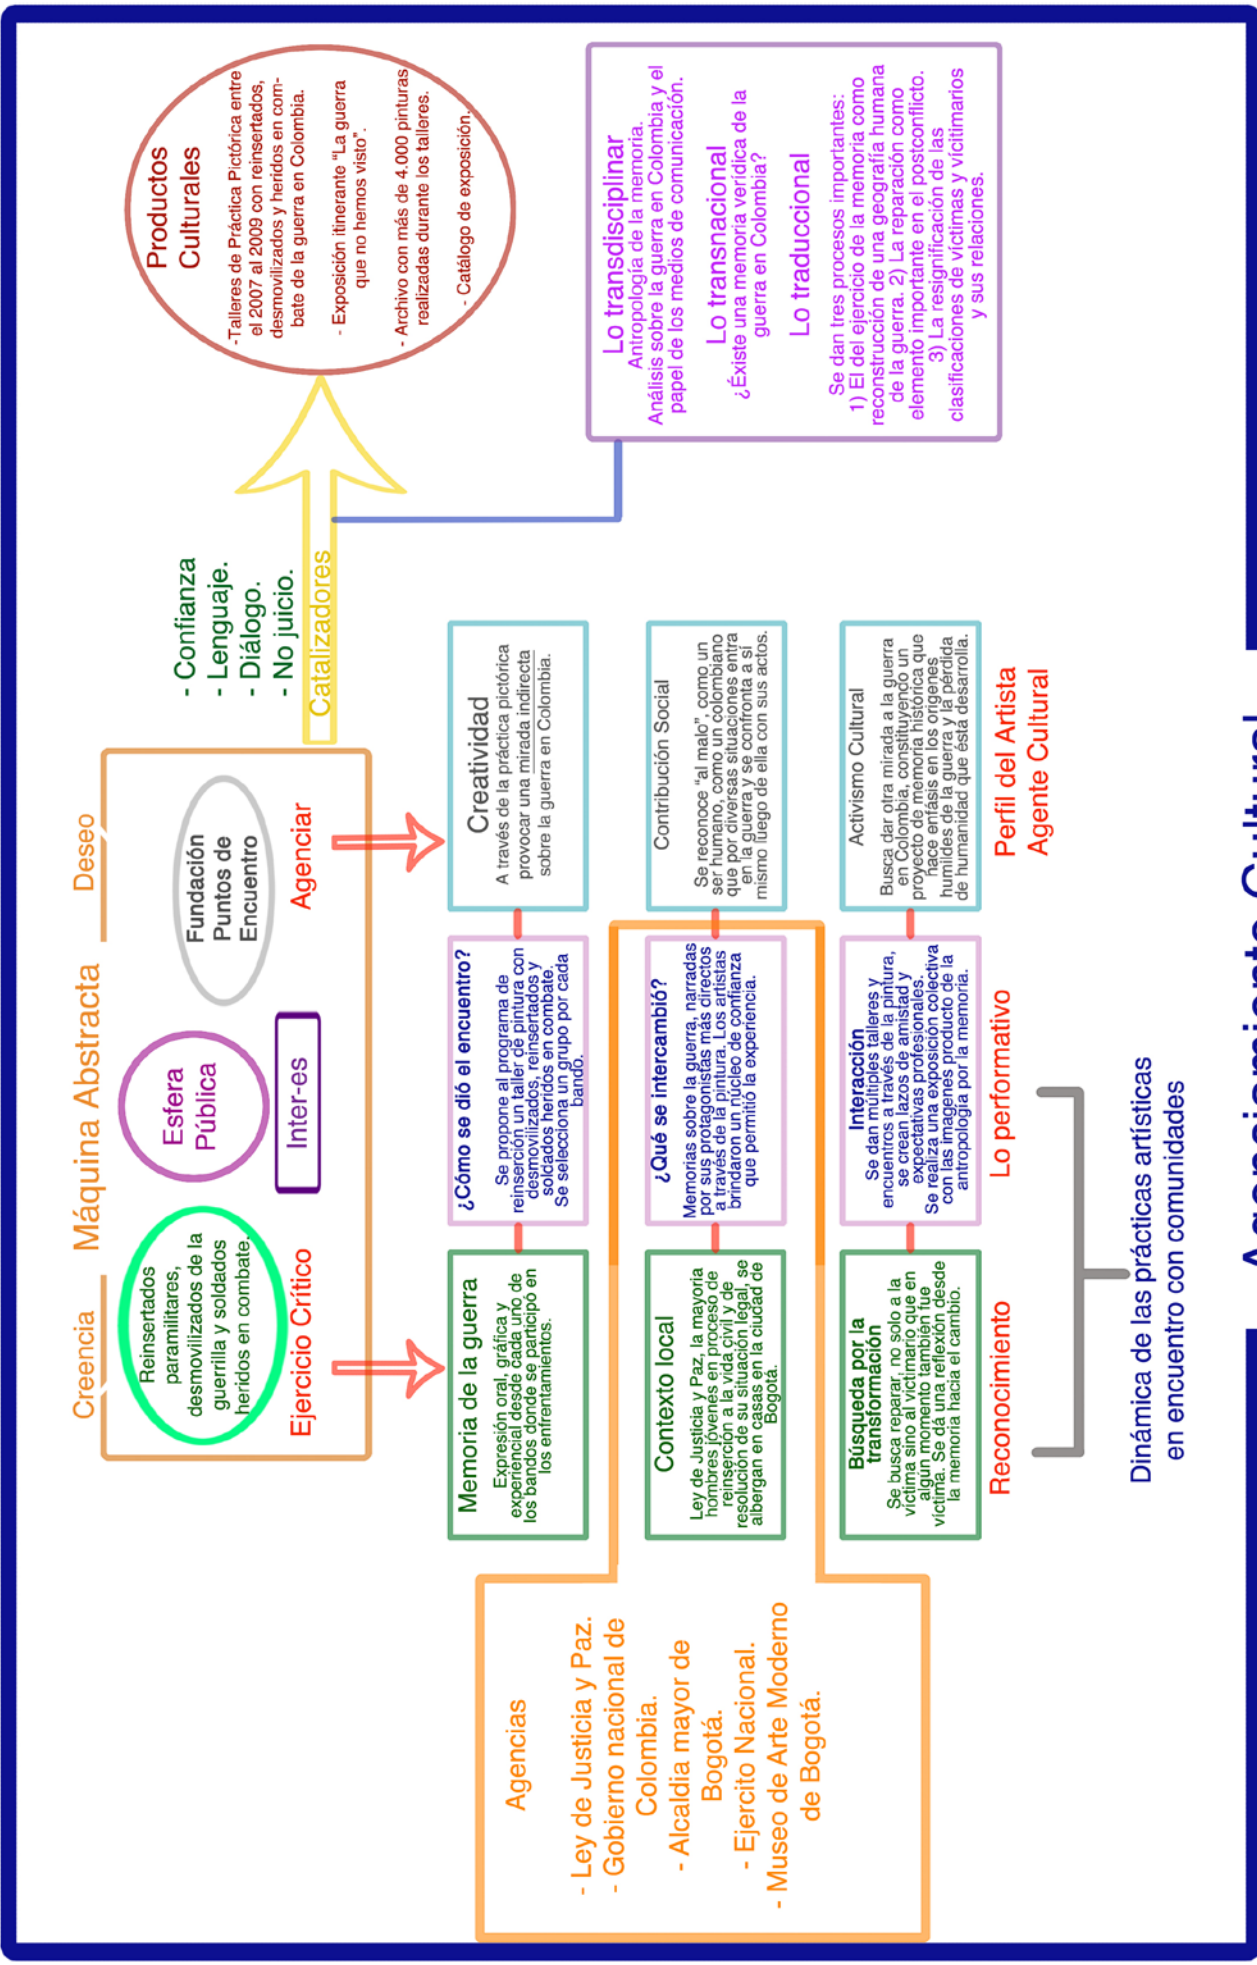 Creencia
Máquina Abstracta
Deseo
Reinsertados
paramilitares,
desmovilizados de la
guerrilla y soldados
heridos en combate.
Ejercicio Crítico
Esfera
Pública
Inter-es
Fundación
Puntos de
Encuentro
Agenciar
- Confianza
- Lenguaje.
- Diálogo.
- No juicio.
Catalizadores
Productos
Culturales
-Talleres de Práctica Pictórica entre
el 2007 al 2009 con reinsertados,
desmovilizados y heridos en com-
bate de la guerra en Colombia.
- Exposición itinerante “La guerra
que no hemos visto”.
- Archivo con más de 4.000 pinturas
realizadas durante los talleres.
- Catálogo de exposición.
Agencias
- Ley de Justicia y Paz.
- Gobierno nacional de
Colombia.
- Alcaldia mayor de
Bogotá.
- Ejercito Nacional.
- Museo de Arte Moderno
de Bogotá.
Memoria de la guerra
Expresión oral, gráfica y
experiencial desde cada uno de
los bandos donde se participó en
los enfrentamientos.
¿Cómo se dió el encuentro?
Se propone al programa de
reinserción un taller de pintura con
desmovilizados, reinsertados y
soldados heridos en combate.
Se selecciona un grupo por cada
bando.
Creatividad
A través de la práctica pictórica
provocar una mirada indirecta
sobre la guerra en Colombia.
Contexto local
Ley de Justicia y Paz, la mayoria
hombres jóvenes en proceso de
reinserción a la vida civil y de
resolución de su situación legal, se
albergan en casas en la ciudad de
Bogotá.
¿Qué se intercambió?
Memorias sobre la guerra, narradas
por sus protagonistas más directos
a través de la pintura. Los artistas
brindaron un núcleo de confianza
que permitió la experiencia.
Contribución Social
Se reconoce “al malo”, como un
ser humano, como un colombiano
que por diversas situaciones entra
en la guerra y se confronta a sí
mismo luego de ella con sus actos.
Búsqueda por la
transformación
Se busca reparar, no solo a la
víctima sino al victimario que en
algún momento también fue
víctima. Se dá una reflexión desde
la memoria hacia el cambio.
Interacción
Se dan múltiples talleres y
encuentros a través de la pintura,
se crean lazos de amistad y
expectativas profesionales.
Se realiza una exposición colectiva
con las imagenes producto de la
antropología por la memoria.
Activismo Cultural
Busca dar otra mirada a la guerra
en Colombia, constituyendo un
proyecto de memoria histórica que
hace enfásis en los origenes
humildes de la guerra y la pérdida
de humanidad que ésta desarrolla.
Reconocimiento
Lo performativo
Perfil del Artista
Agente Cultural
Lo transdisciplinar
Antropología de la memoria.
Análisis sobre la guerra en Colombia y el
papel de los medios de comunicación.
Lo transnacional
¿Éxiste una memoria verídica de la
guerra en Colombia?
Lo traduccional
Se dan tres procesos importantes:
1) El del ejercicio de la memoria como
reconstrucción de una geografía humana
de la guerra. 2) La reparación como
elemento importante en el postconflicto.
3) La resignificación de las
clasificaciones de víctimas y vícitimarios
y sus relaciones.
Dinámica de las prácticas artísticas
en encuentro con comunidades
Agenciamiento Cultural